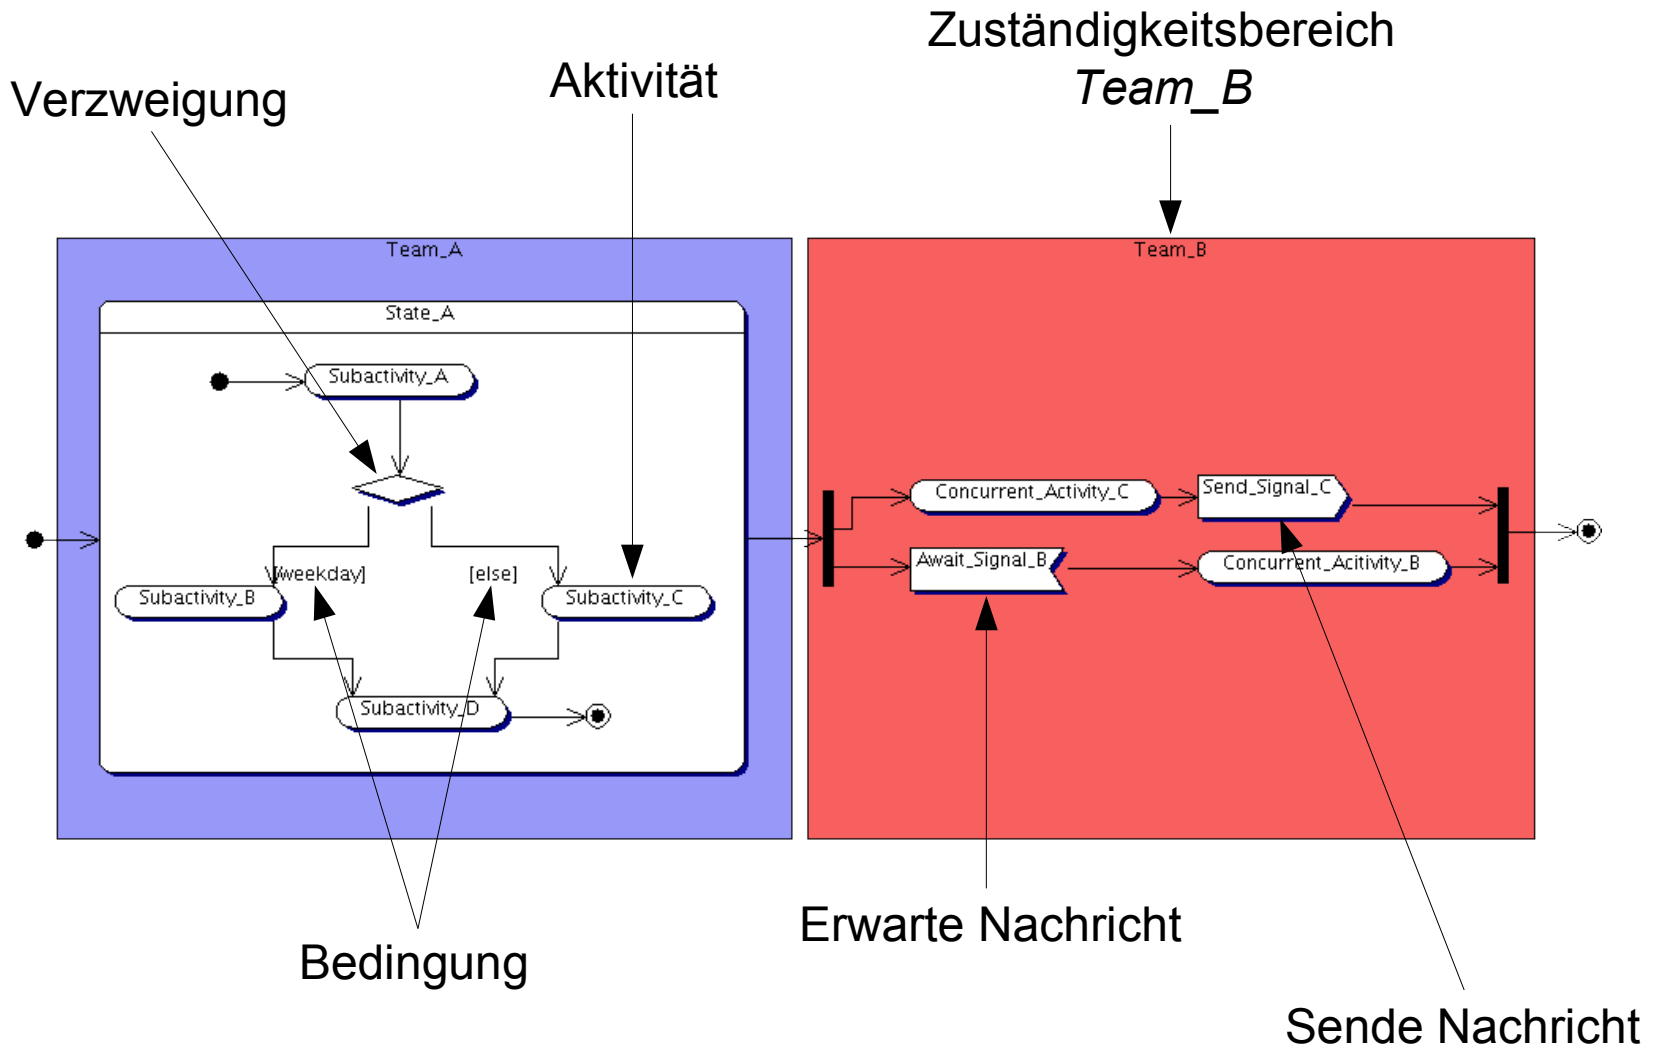 Zuständigkeitsbereich
Team_B
Aktivität
Verzweigung
Team_A
Team_B
State_A
Subactivity_A
Concurrent_Activity_C
Send_Signal_C
Await_Signal_B
Concurrent_Acitivity_B
[weekday]
[else]
Subactivity_B
Subactivity_C
Subactivity_D
Erwarte Nachricht
Bedingung
Sende Nachricht